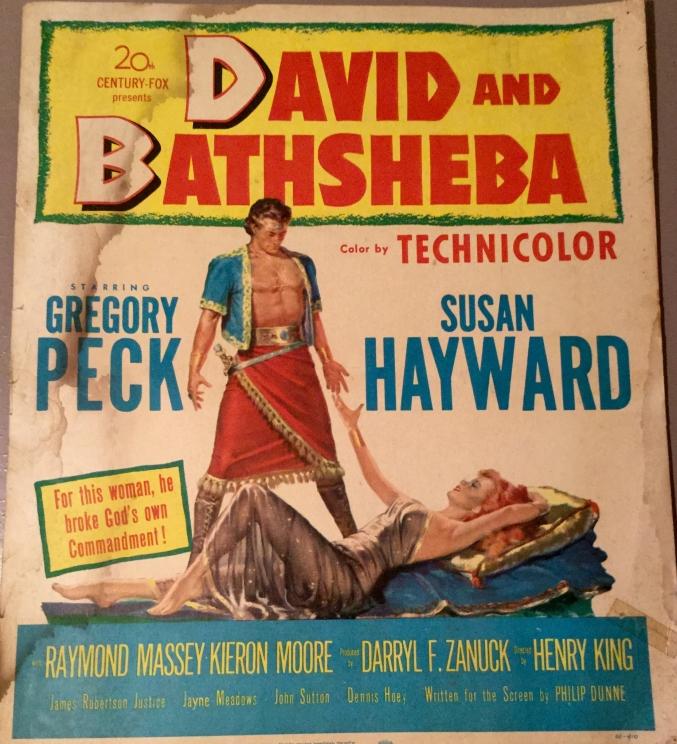 20th
CENTURY-FOX
presents
DAVID AND
BATHSHEBA
Color by TECHNICOLOR
STARRING
GREGORY
PECK
SUSAN
HAYWARD
For this woman, he
broke God's own
Commandment!
with RAYMOND MASSEY · KIERON MOORE Produced by DARRYL F. ZANUCK Directed by HENRY KING
James Robertson Justice Jayne Meadows John Sutton Dennis Hoey Written for the Screen by PHILIP DUNNE